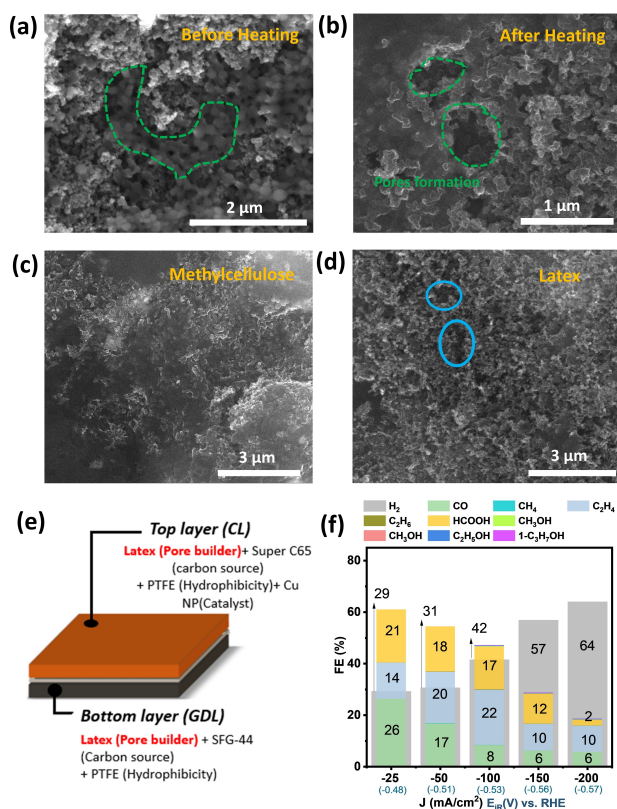 (a)
Before Heating
2 µm
(b)
After Heating
Pores formation
1 µm
(c)
Methylcellulose
3 µm
(d)
Latex
3 µm
(e)
Top layer (CL)
Latex (Pore builder)+ Super C65
(carbon source)
+ PTFE (Hydrophibicity)+ Cu
NP(Catalyst)
Bottom layer (GDL)
Latex (Pore builder) + SFG-44
(Carbon source)
+ PTFE (Hydrophibicity)
(f)
H2 CO CH4 C2H4
C2H6 HCOOH CH3OH
CH3OH C2H5OH 1-C3H7OH
FE (%)
80
60
40
20
0
29
21
14
26
31
18
20
17
42
17
22
8
57
12
10
6
64
2
10
6
-25 -50 -100 -150 -200
(-0.48) (-0.51) (-0.53) (-0.56) (-0.57)
J (mA/cm²) EiR(V) vs. RHE